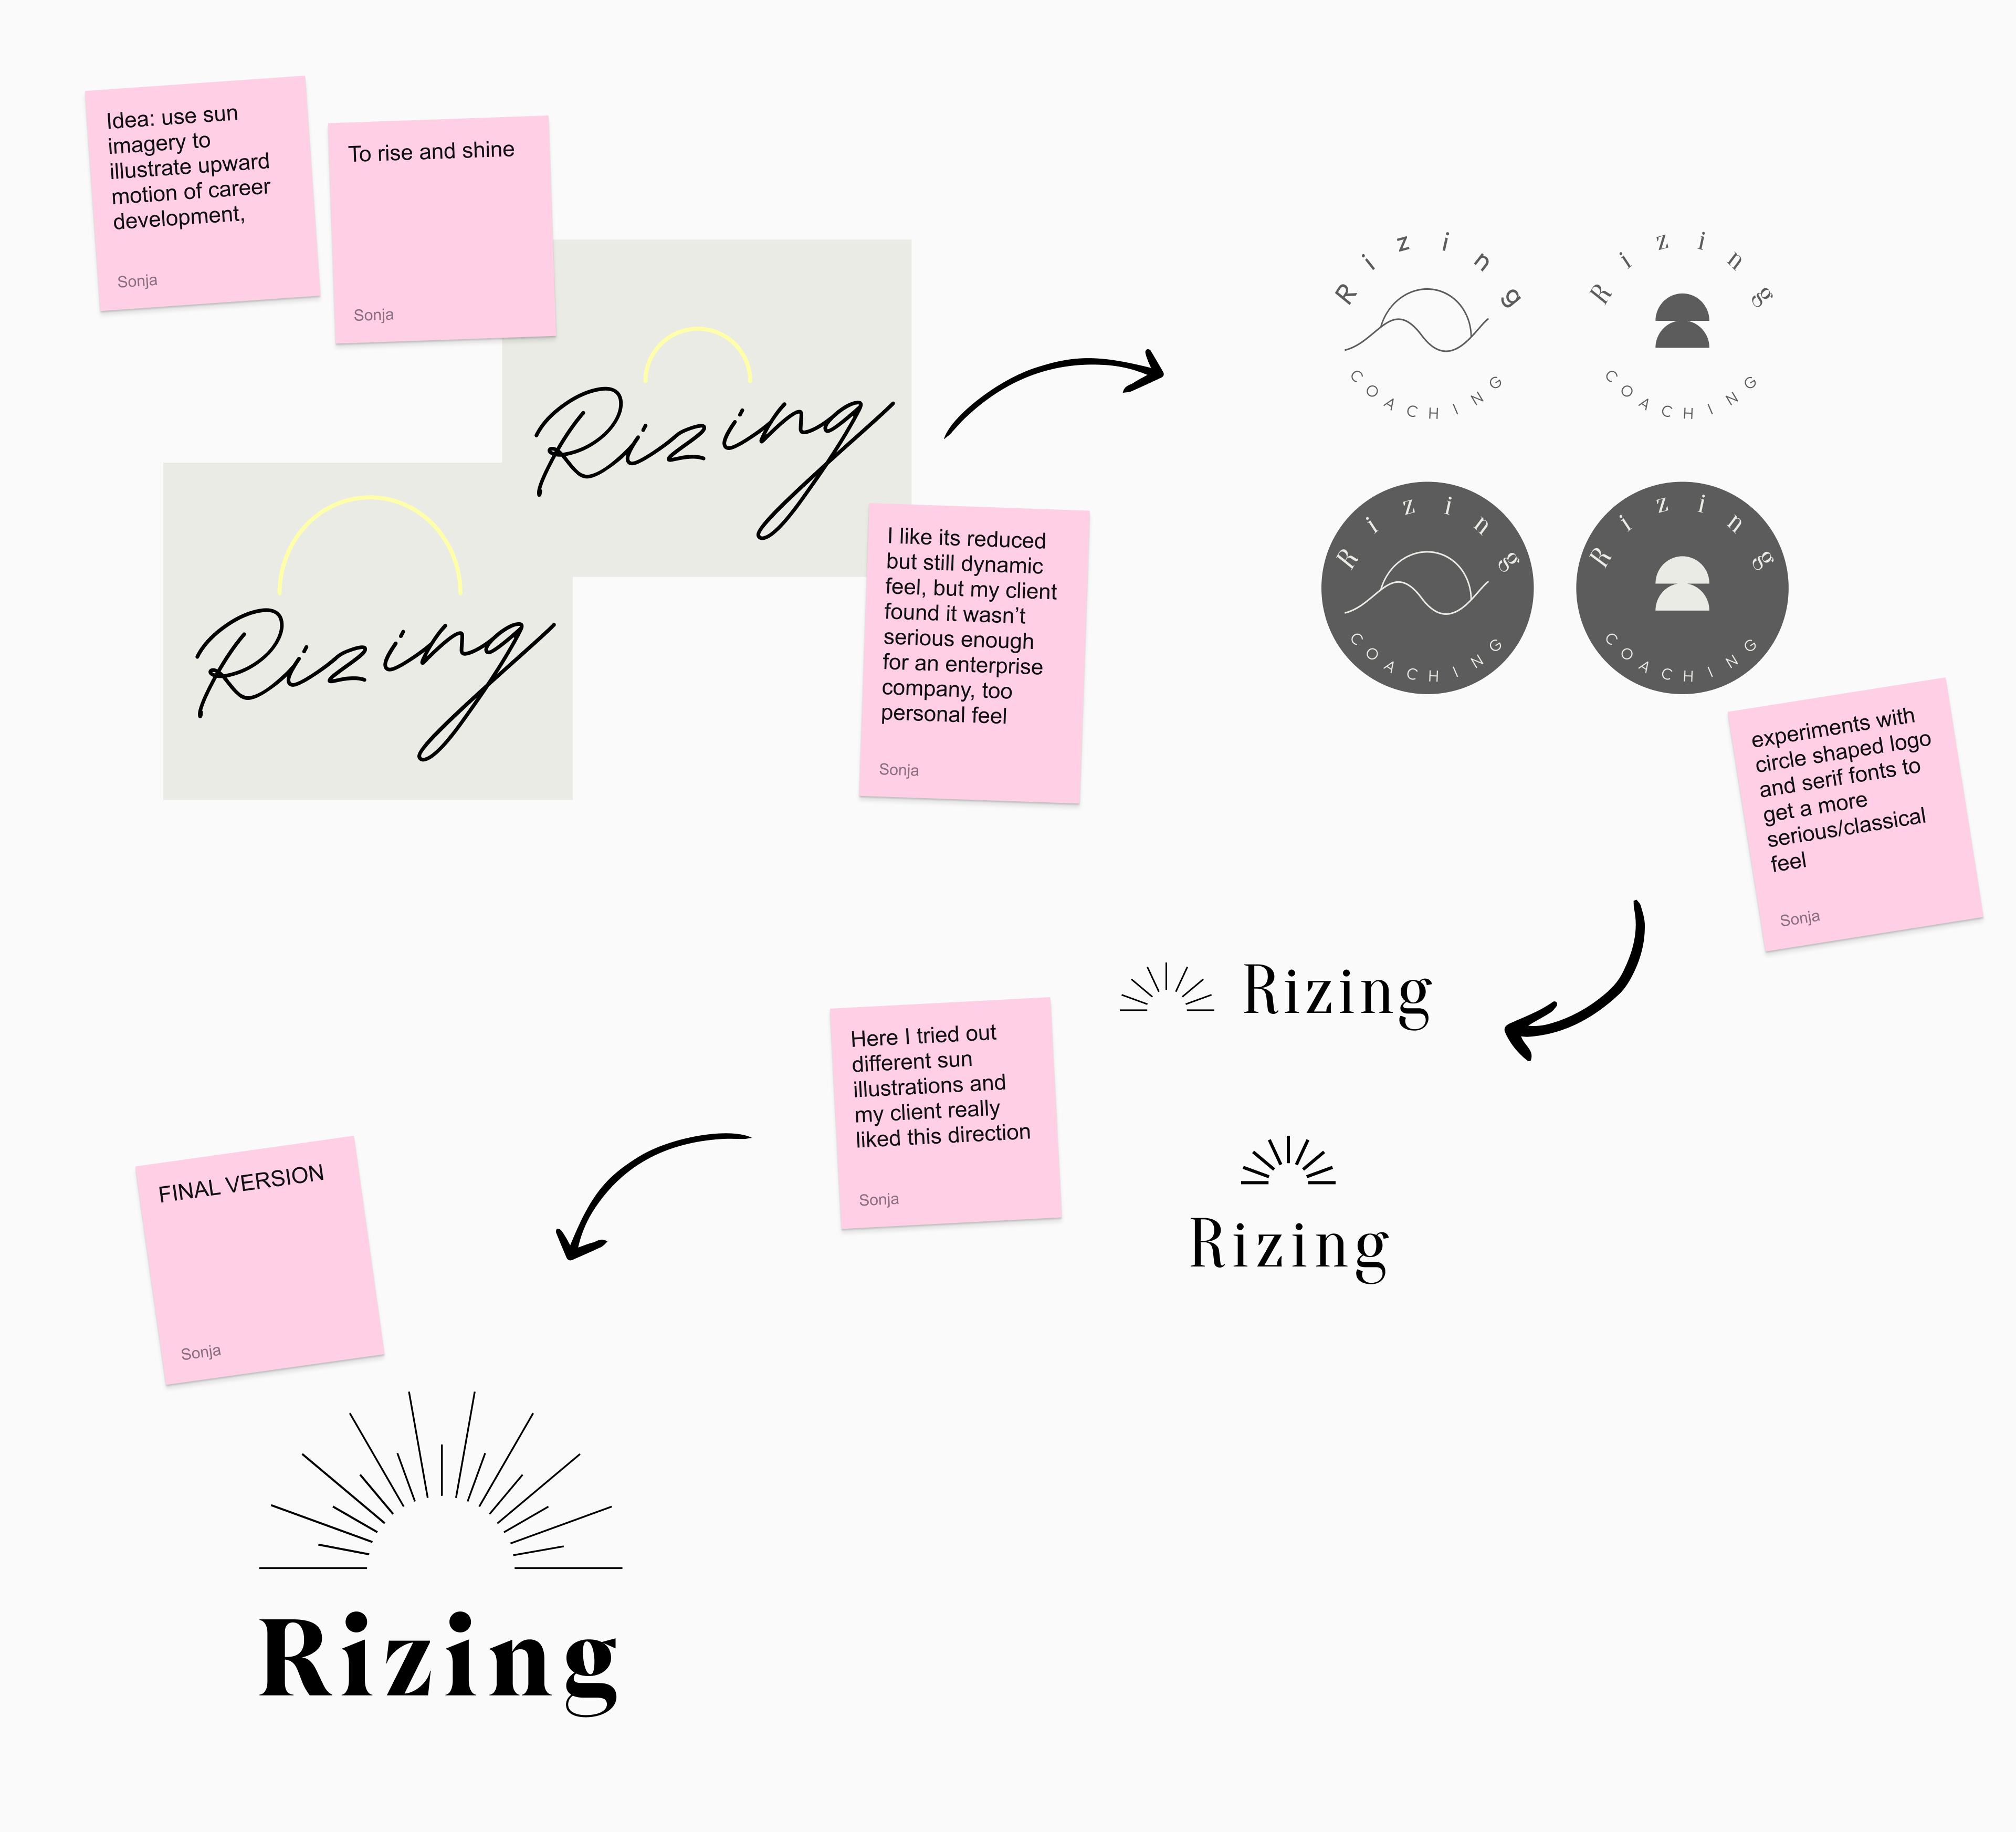 Idea: use sun
imagery to
illustrate upward
motion of career
development,
Sonja
To rise and shine
Sonja
Rizing
Rizing
I like its reduced
but still dynamic
feel, but my client
found it wasn't
serious enough
for an enterprise
company, too
personal feel
Sonja
Rizing
COACHING
Rizing
COACHING
Rizing
COACHING
Rizing
COACHING
experiments with
circle shaped logo
and serif fonts to
get a more
serious/classical
feel
Sonja
Rizing
Rizing
Here I tried out
different sun
illustrations and
my client really
liked this direction
Sonja
FINAL VERSION
Sonja
Rizing